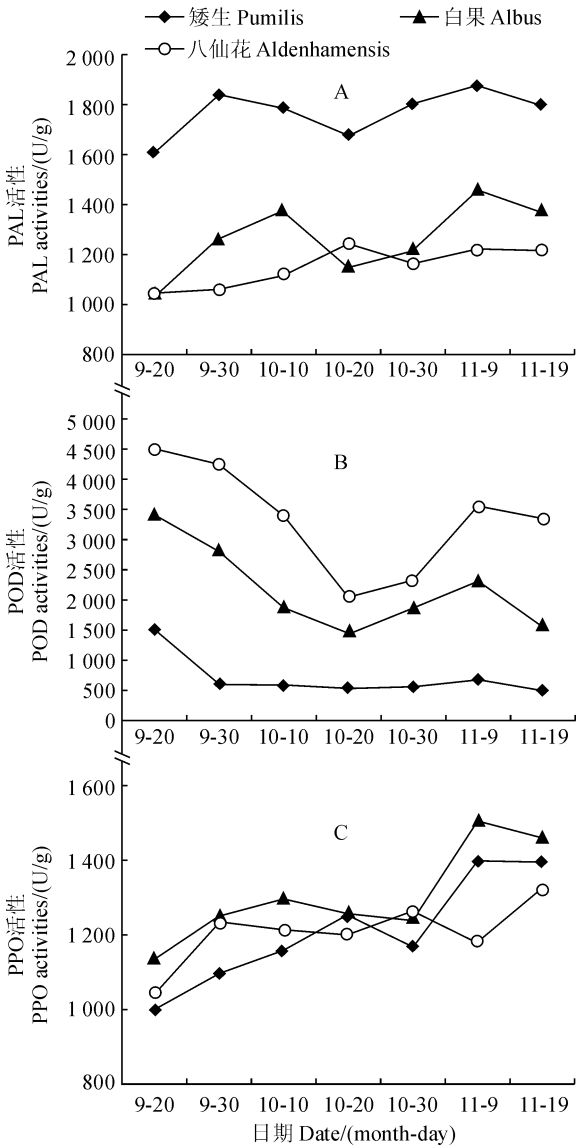 矮生 Pumilis 白果 Albus
八仙花 Aldenhamensis
PAL活性
PAL activities/(U/g)
A
2 000
1 800
1 600
1 400
1 200
1 000
800
9-20 9-30 10-10 10-20 10-30 11-9 11-19
POD活性
POD activities/(U/g)
B
5 000
4 500
4 000
3 500
3 000
2 500
2 000
1 500
1 000
500
0
9-20 9-30 10-10 10-20 10-30 11-9 11-19
PPO活性
PPO activities/(U/g)
C
1 600
1 400
1 200
1 000
800
9-20 9-30 10-10 10-20 10-30 11-9 11-19
日期 Date/(month-day)